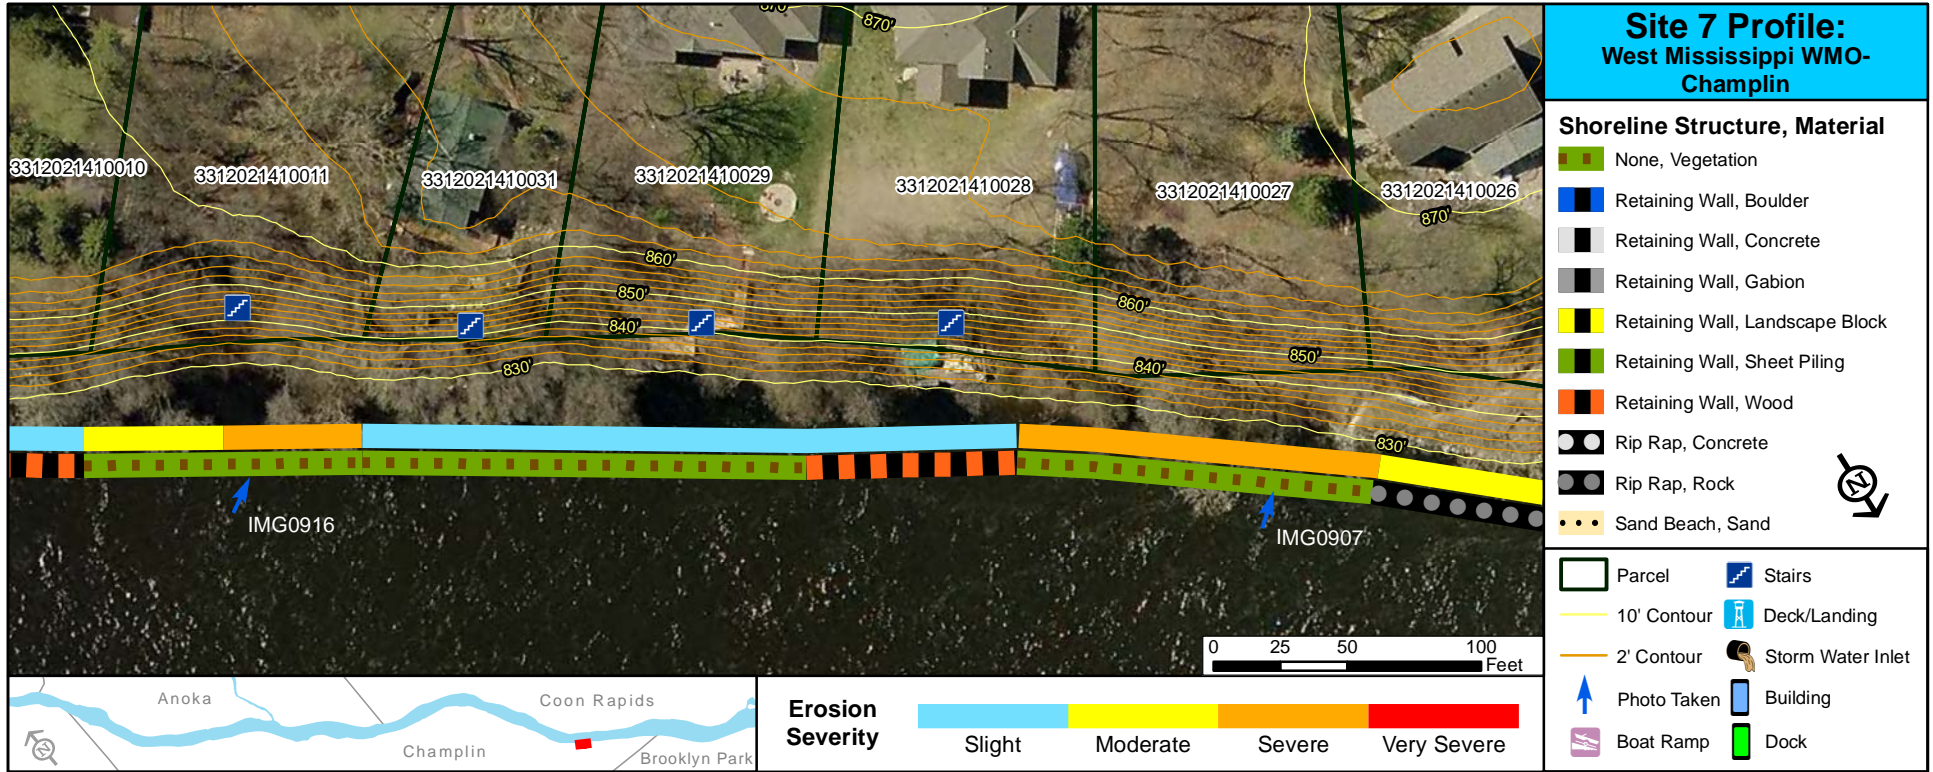 870'
870'
3312021410010
3312021410011
3312021410031
3312021410029
3312021410028
3312021410027
3312021410026
870'
860'
850'
840'
830'
860'
850'
840'
830'
IMG0916
IMG0907
0 25 50 100
Feet
Site 7 Profile:
West Mississippi WMO-
Champlin
Shoreline Structure, Material
None, Vegetation
Retaining Wall, Boulder
Retaining Wall, Concrete
Retaining Wall, Gabion
Retaining Wall, Landscape Block
Retaining Wall, Sheet Piling
Retaining Wall, Wood
Rip Rap, Concrete
Rip Rap, Rock
Sand Beach, Sand
N
Parcel
Stairs
10' Contour
Deck/Landing
2' Contour
Storm Water Inlet
Photo Taken
Building
Boat Ramp
Dock
Anoka
Coon Rapids
Champlin
Brooklyn Park
N
Erosion
Severity
Slight
Moderate
Severe
Very Severe